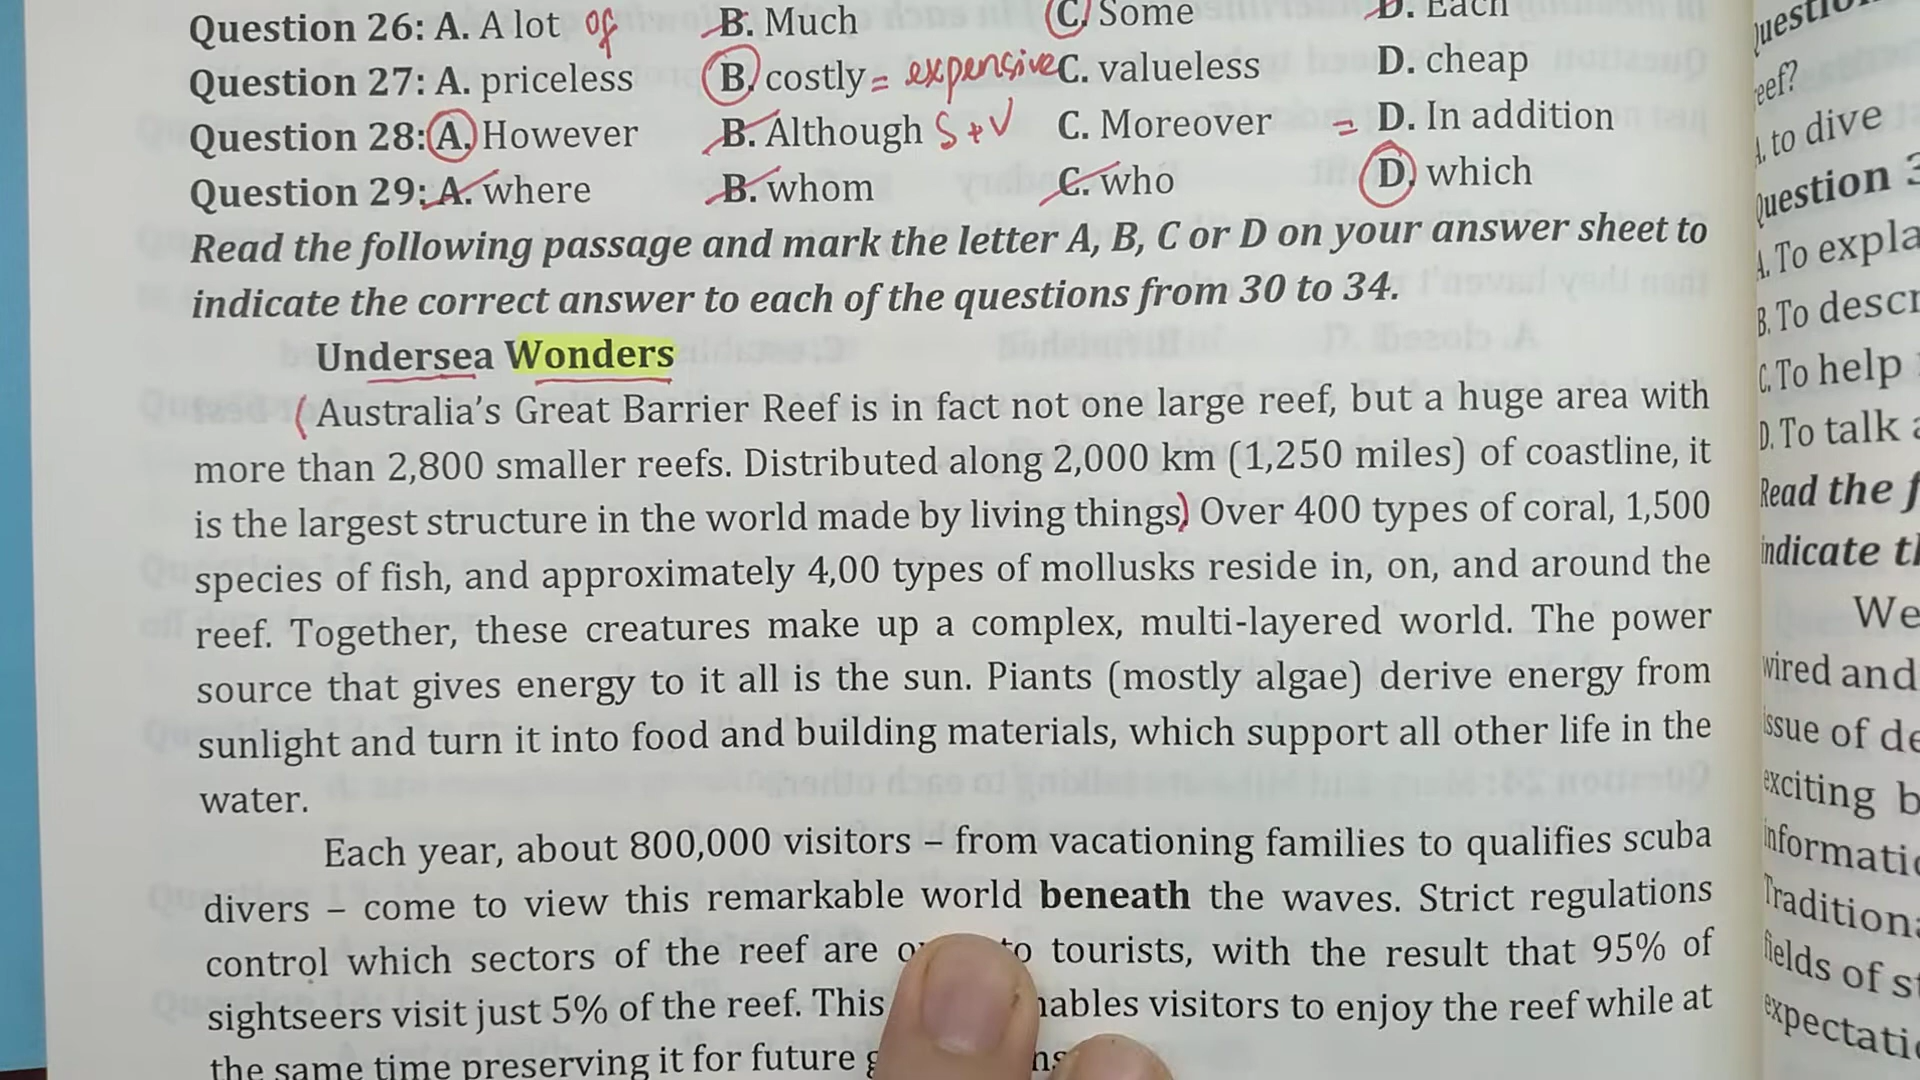 Question 26: A. A lot of B. Much C. Some D. Each
Question 27: A. priceless B. costly = expensive C. valueless D. cheap
Question 28: A. However B. Although S + V C. Moreover = D. In addition
Question 29: A. where B. whom C. who D. which
Read the following passage and mark the letter A, B, C or D on your answer sheet to
indicate the correct answer to each of the questions from 30 to 34.
Undersea Wonders
(Australia's Great Barrier Reef is in fact not one large reef, but a huge area with
more than 2,800 smaller reefs. Distributed along 2,000 km (1,250 miles) of coastline, it
is the largest structure in the world made by living things) Over 400 types of coral, 1,500
species of fish, and approximately 4,00 types of mollusks reside in, on, and around the
reef. Together, these creatures make up a complex, multi-layered world. The power
source that gives energy to it all is the sun. Piants (mostly algae) derive energy from
sunlight and turn it into food and building materials, which support all other life in the
water.
Each year, about 800,000 visitors – from vacationing families to qualifies scuba
divers – come to view this remarkable world beneath the waves. Strict regulations
control which sectors of the reef are to tourists, with the result that 95% of
sightseers visit just 5% of the reef. This visitors to enjoy the reef while at
the same time preserving it for future
eef?
A. to dive
Question 3
A. To expla
B. To descr
C. To help
D. To talk
Read the f
indicate th
We
wired and
issue of de
exciting b
informatic
Traditiona
fields of st
expectatic